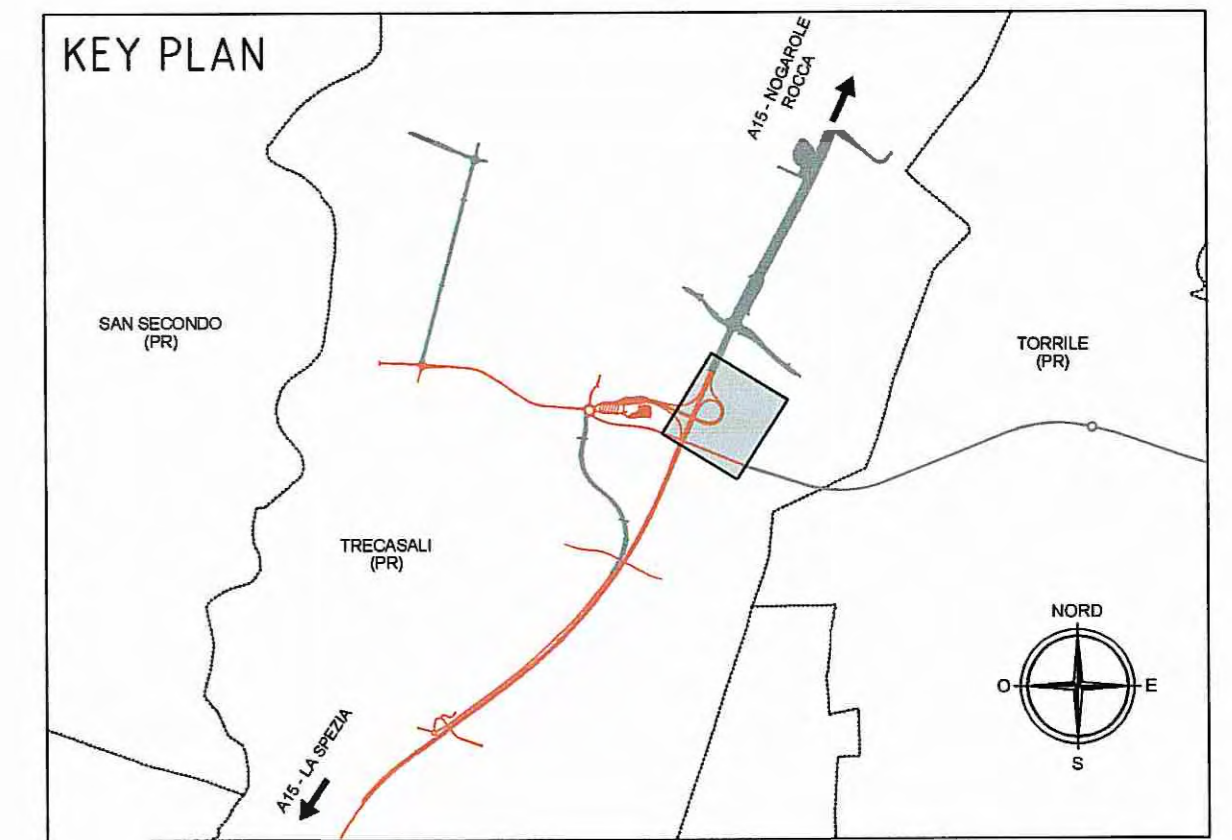 KEY PLAN
A15 - NOGAROLE
ROCCA
SAN SECONDO
(PR)
TORRILE
(PR)
TRECASALI
(PR)
NORD
O
E
S
A15 - LA SPEZIA